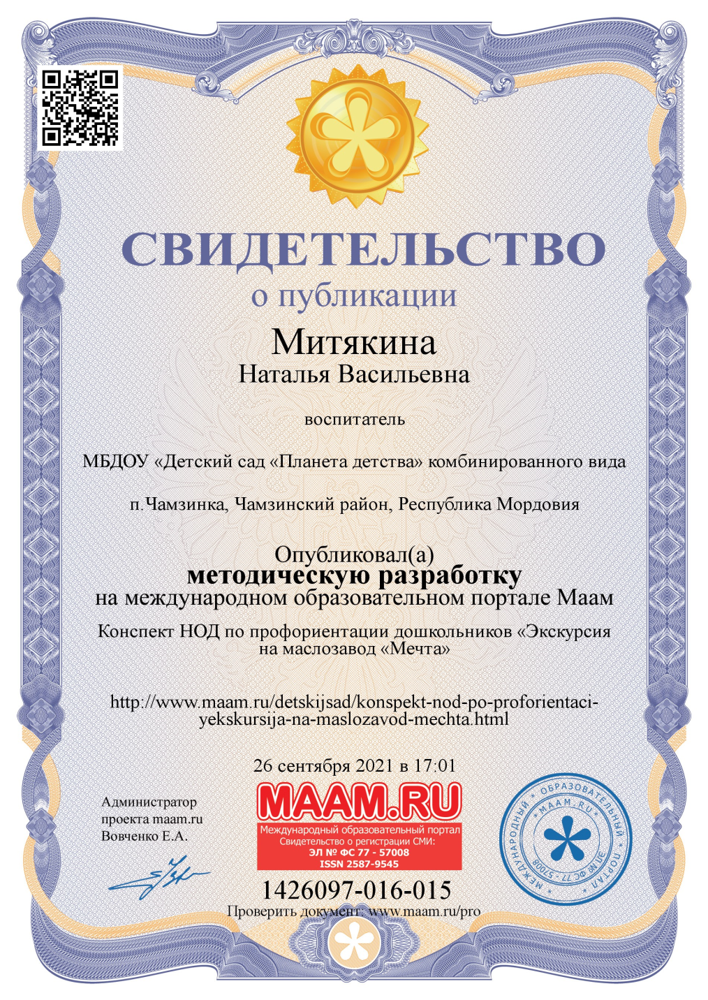 СВИДЕТЕЛЬСТВО
о публикации
Митякина
Наталья Васильевна
воспитатель
МБДОУ «Детский сад «Планета детства» комбинированного вида
п.Чамзинка, Чамзинский район, Республика Мордовия
Опубликовал(а)
методическую разработку
на международном образовательном портале Маам
Конспект НОД по профориентации дошкольников «Экскурсия
на маслозавод «Мечта»
http://www.maam.ru/detskijsad/konspekt-nod-po-proforientaci-
yekskursija-na-maslozavod-mechta.html
26 сентября 2021 в 17:01
Администратор
проекта maam.ru
Вовченко Е.А.
MAAM.RU
Международный образовательный портал
Свидетельство о регистрации СМИ:
ЭЛ № ФС 77 - 57008
ISSN 2587-9545
* МЕЖДУНАРОДНЫЙ * ОБРАЗОВАТЕЛЬНЫЙ * ПОРТАЛ *
* МААМ.RU *
ЭЛ № ФС 77 - 57008
1426097-016-015
Проверить документ: www.maam.ru/pro